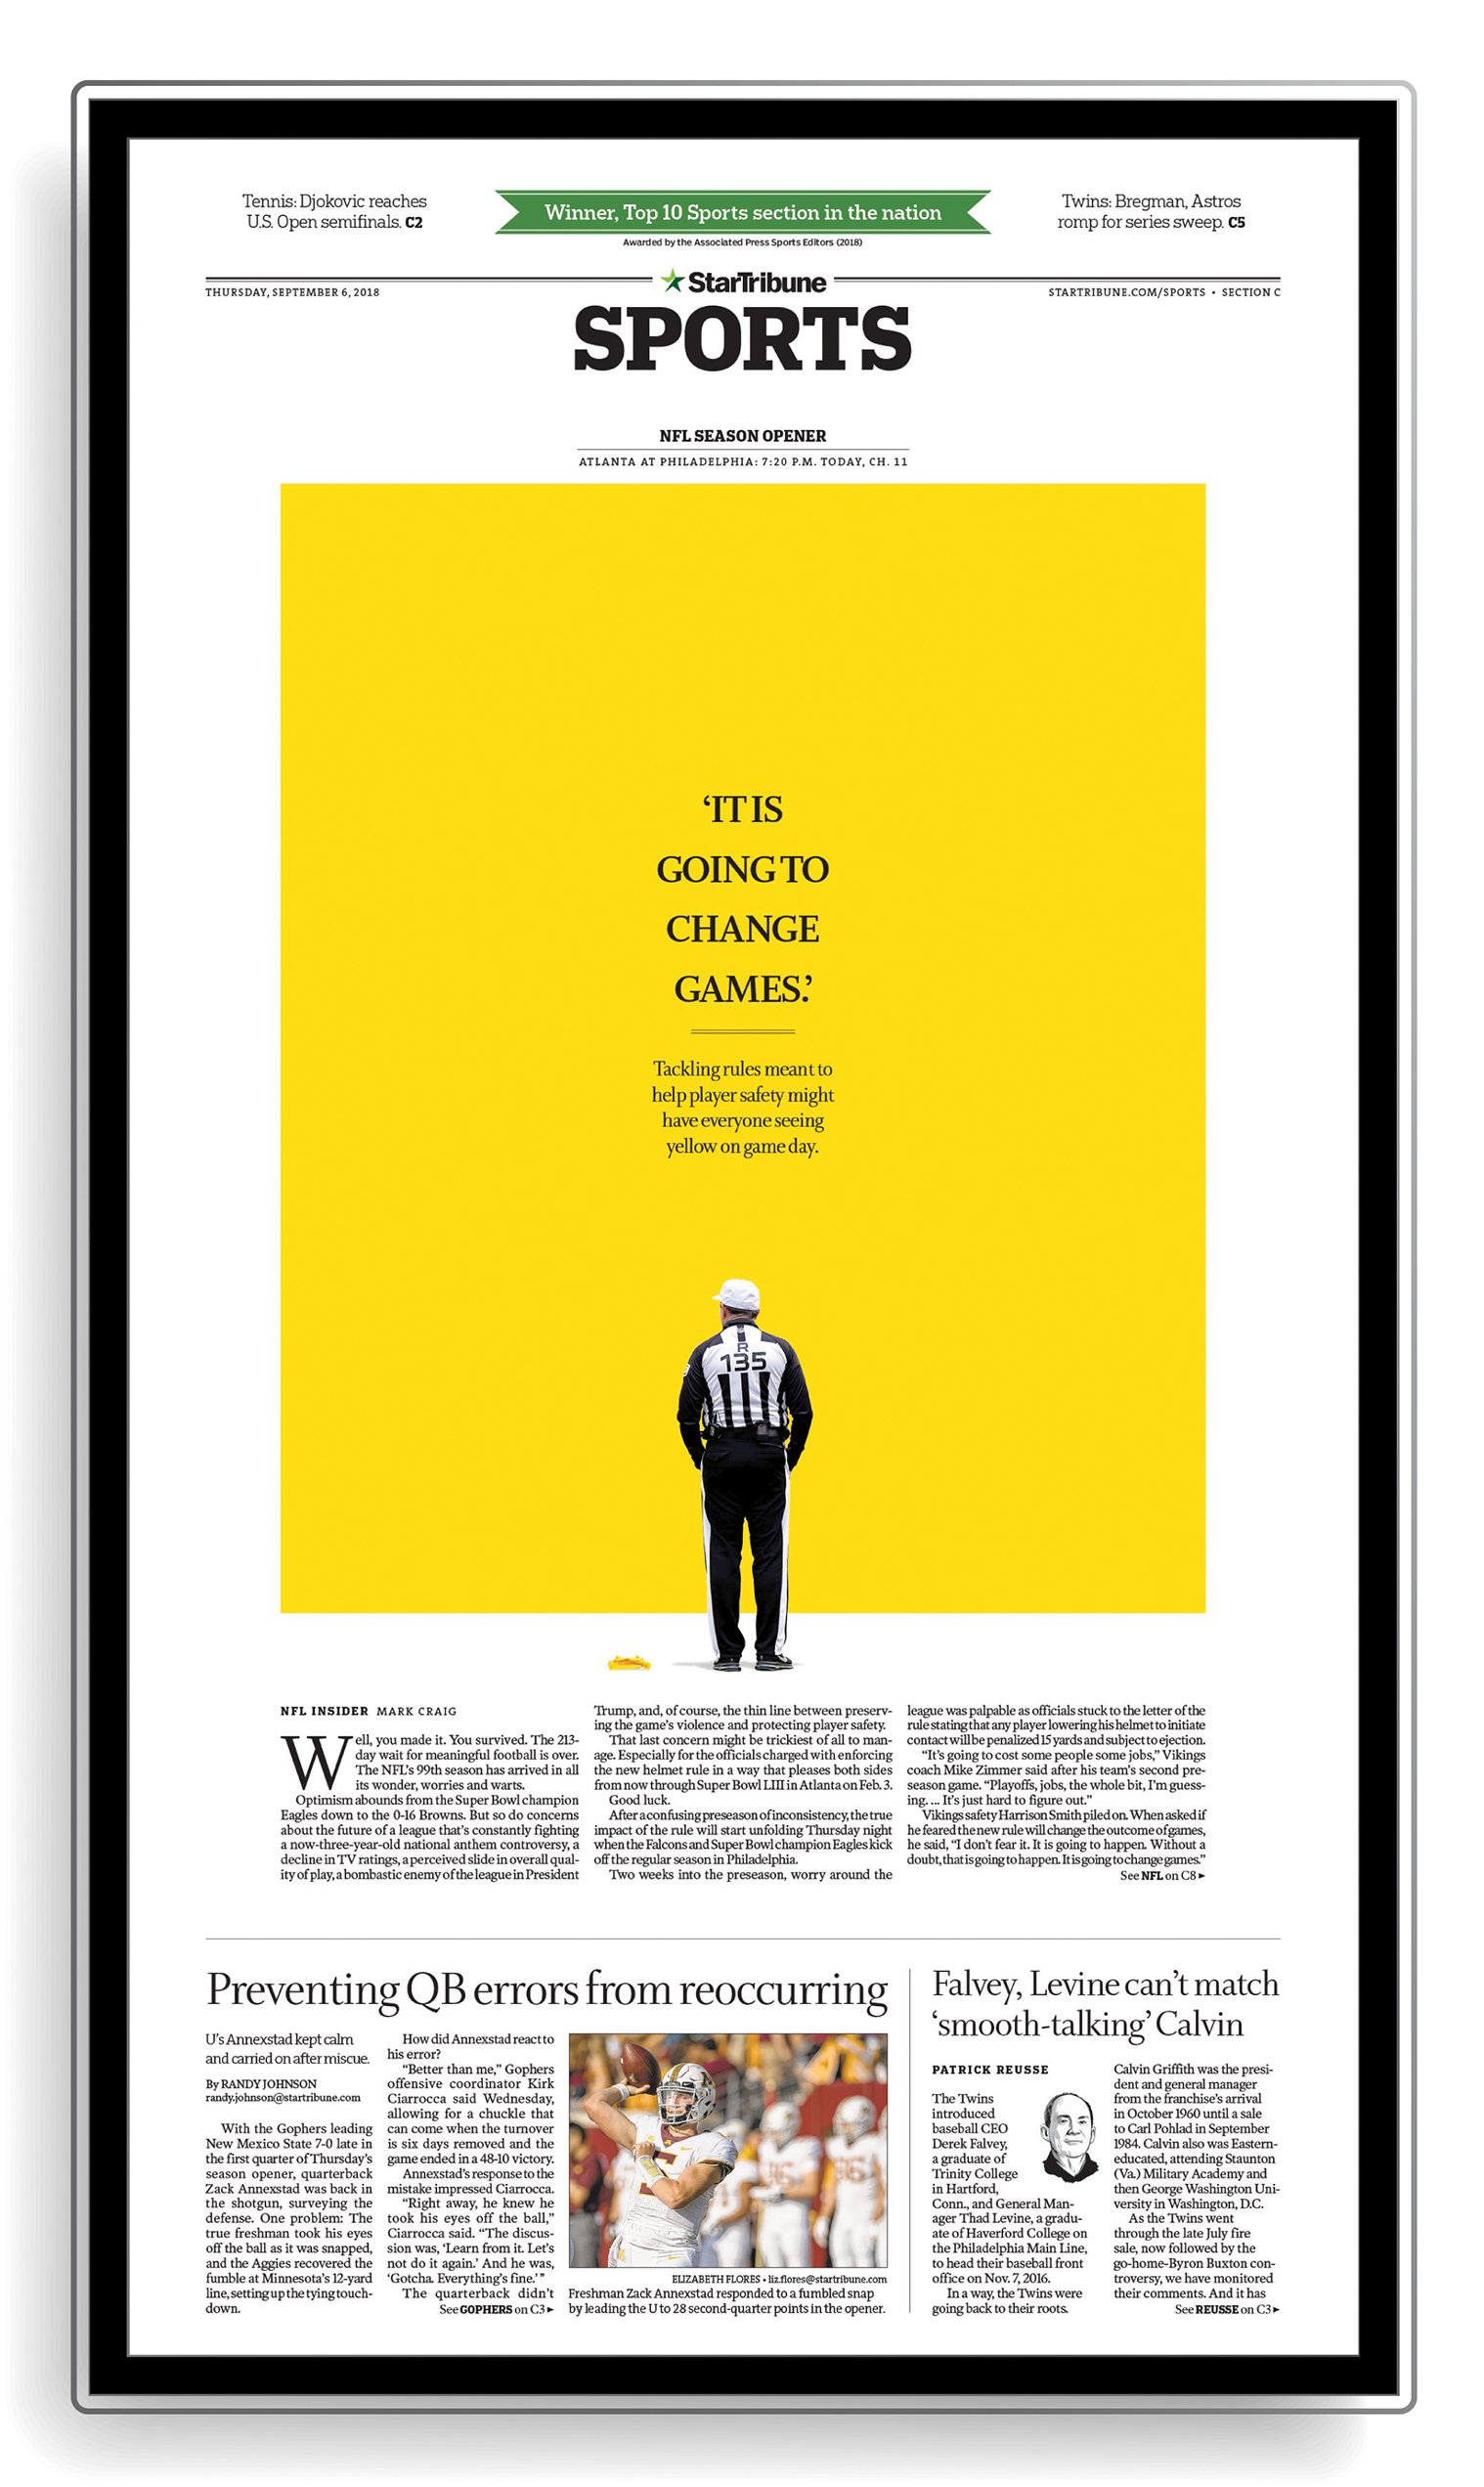 Tennis: Djokovic reaches
U.S. Open semifinals. C2
Winner, Top 10 Sports section in the nation
Awarded by the Associated Press Sports Editors (2018)
Twins: Bregman, Astros
romp for series sweep. C5
THURSDAY, SEPTEMBER 6, 2018
StarTribune
STARTRIBUNE.COM/SPORTS • SECTION C
SPORTS
NFL SEASON OPENER
ATLANTA AT PHILADELPHIA: 7:20 P.M. TODAY, CH. 11
‘IT IS
GOING TO
CHANGE
GAMES.’
Tackling rules meant to
help player safety might
have everyone seeing
yellow on game day.
R
135
NFL INSIDER MARK CRAIG
Well, you made it. You survived. The 213-
day wait for meaningful football is over.
The NFL’s 99th season has arrived in all
its wonder, worries and warts.
Optimism abounds from the Super Bowl champion
Eagles down to the 0-16 Browns. But so do concerns
about the future of a league that’s constantly fighting
a now-three-year-old national anthem controversy, a
decline in TV ratings, a perceived slide in overall qual-
ity of play, a bombastic enemy of the league in President
Trump, and, of course, the thin line between preserv-
ing the game’s violence and protecting player safety.
That last concern might be trickiest of all to man-
age. Especially for the officials charged with enforcing
the new helmet rule in a way that pleases both sides
from now through Super Bowl LIII in Atlanta on Feb. 3.
Good luck.
After a confusing preseason of inconsistency, the true
impact of the rule will start unfolding Thursday night
when the Falcons and Super Bowl champion Eagles kick
off the regular season in Philadelphia.
Two weeks into the preseason, worry around the
league was palpable as officials stuck to the letter of the
rule stating that any player lowering his helmet to initiate
contact will be penalized 15 yards and subject to ejection.
“It’s going to cost some people some jobs,” Vikings
coach Mike Zimmer said after his team’s second pre-
season game. “Playoffs, jobs, the whole bit, I’m guess-
ing. ... It’s just hard to figure out.”
Vikings safety Harrison Smith piled on. When asked if
he feared the new rule will change the outcome of games,
he said, “I don’t fear it. It is going to happen. Without a
doubt, that is going to happen. It is going to change games.”
See NFL on C8 ►
Preventing QB errors from reoccurring
U’s Annexstad kept calm
and carried on after miscue.
By RANDY JOHNSON
randy.johnson@startribune.com
With the Gophers leading
New Mexico State 7-0 late in
the first quarter of Thursday’s
season opener, quarterback
Zack Annexstad was back in
the shotgun, surveying the
defense. One problem: The
true freshman took his eyes
off the ball as it was snapped,
and the Aggies recovered the
fumble at Minnesota’s 12-yard
line, setting up the tying touch-
down.
How did Annexstad react to
his error?
“Better than me,” Gophers
offensive coordinator Kirk
Ciarrocca said Wednesday,
allowing for a chuckle that
can come when the turnover
is six days removed and the
game ended in a 48-10 victory.
Annexstad’s response to the
mistake impressed Ciarrocca.
“Right away, he knew he
took his eyes off the ball,”
Ciarrocca said. “The discus-
sion was, ‘Learn from it. Let’s
not do it again.’ And he was,
‘Gotcha. Everything’s fine.’ ”
The quarterback didn’t
See GOPHERS on C3 ►
ELIZABETH FLORES • liz.flores@startribune.com
Freshman Zack Annexstad responded to a fumbled snap
by leading the U to 28 second-quarter points in the opener.
Falvey, Levine can’t match
‘smooth-talking’ Calvin
PATRICK REUSSE
The Twins
introduced
baseball CEO
Derek Falvey,
a graduate of
Trinity College
in Hartford,
Conn., and General Man-
ager Thad Levine, a gradu-
ate of Haverford College on
the Philadelphia Main Line,
to head their baseball front
office on Nov. 7, 2016.
In a way, the Twins were
going back to their roots.
Calvin Griffith was the presi-
dent and general manager
from the franchise’s arrival
in October 1960 until a sale
to Carl Pohlad in September
1984. Calvin also was Eastern-
educated, attending Staunton
(Va.) Military Academy and
then George Washington Uni-
versity in Washington, D.C.
As the Twins went
through the late July fire
sale, now followed by the
go-home-Byron Buxton con-
troversy, we have monitored
their comments. And it has
See REUSSE on C3 ►